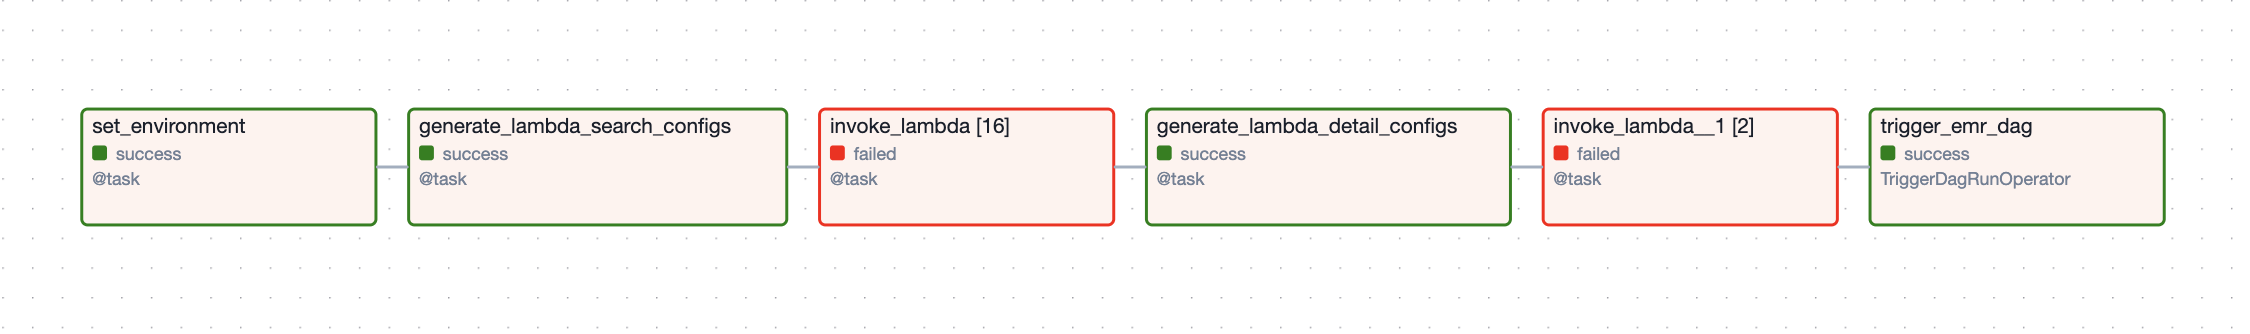 set_environment
success
@task
generate_lambda_search_configs
success
@task
invoke_lambda [16]
failed
@task
generate_lambda_detail_configs
success
@task
invoke_lambda__1 [2]
failed
@task
trigger_emr_dag
success
TriggerDagRunOperator